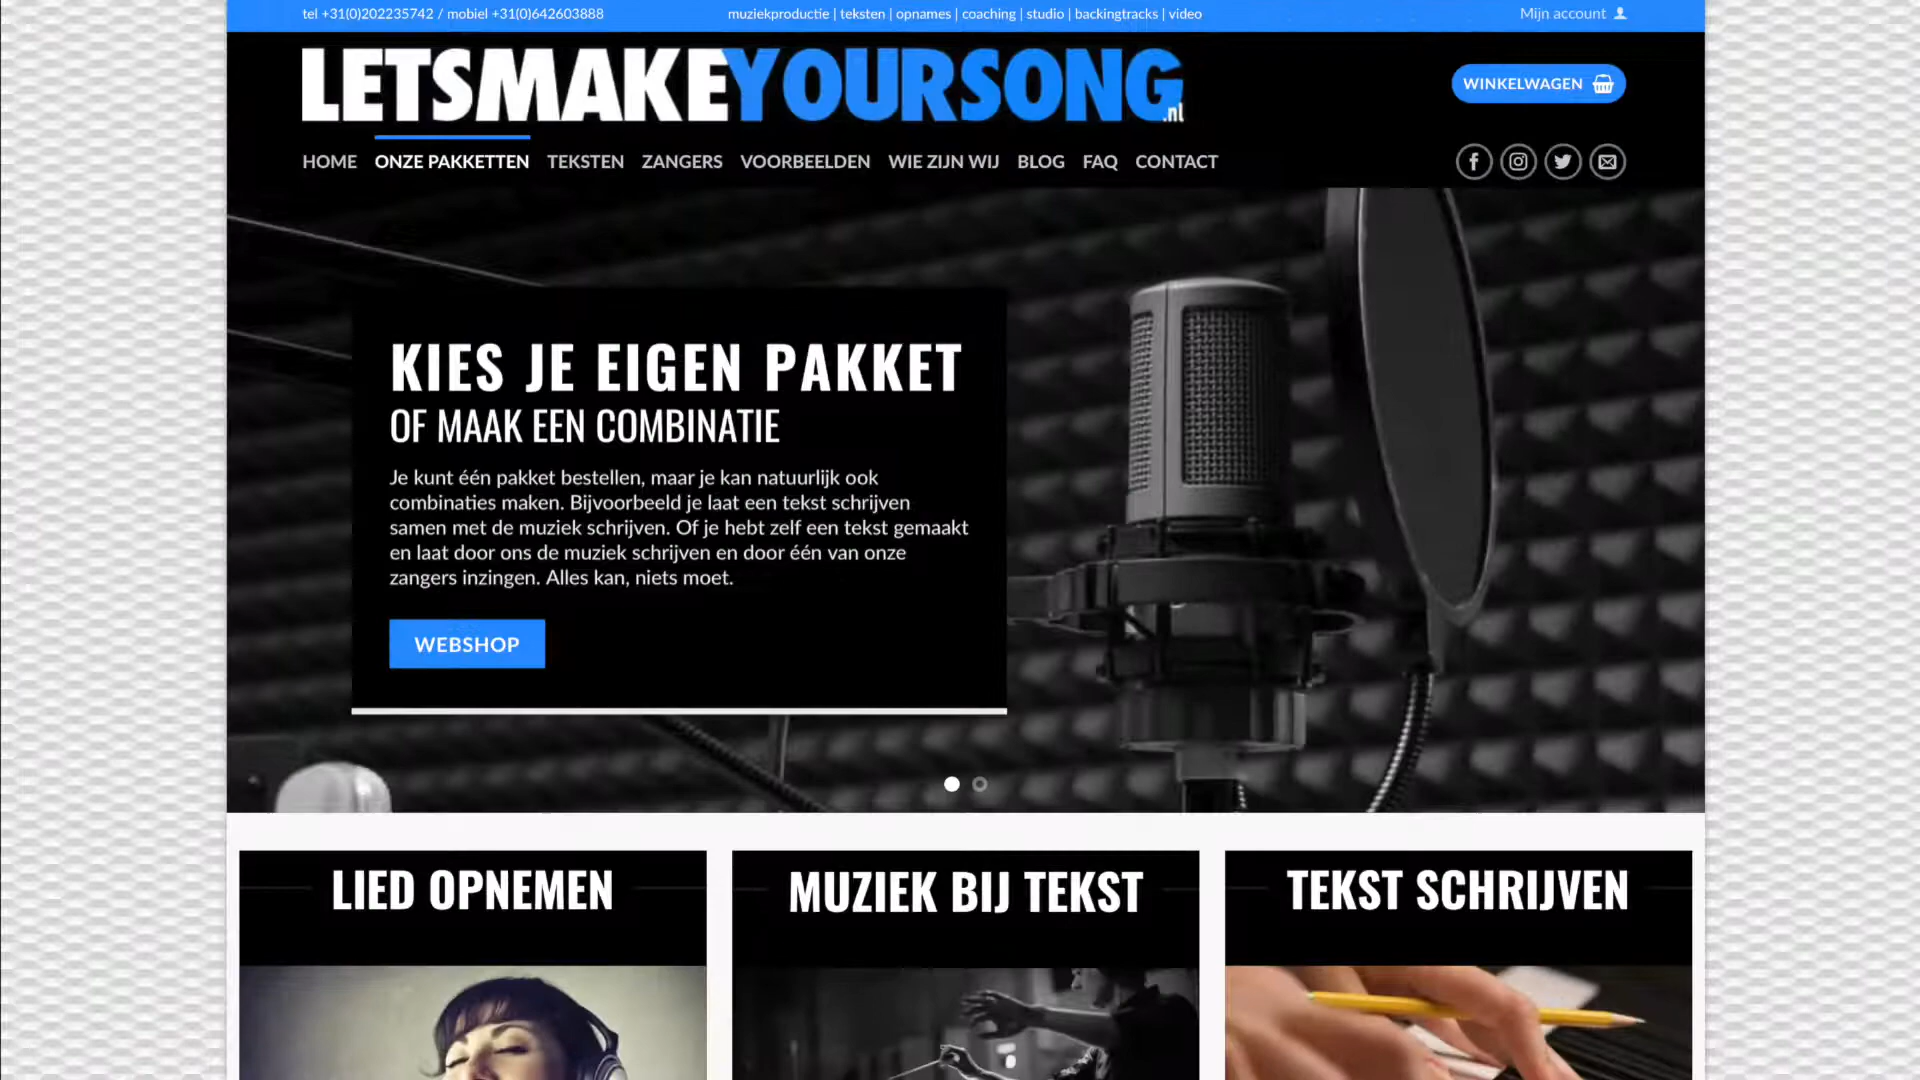 tel +31(0)202235742 / mobiel +31(0)642603888
muziekproductie | teksten | opnames | coaching | studio | backingtracks | video
Mijn account
LETSMAKEYOURSONG.nl
WINKELWAGEN
HOME ONZE PAKKETTEN TEKSTEN ZANGERS VOORBEELDEN WIE ZIJN WIJ BLOG FAQ CONTACT
KIES JE EIGEN PAKKET
OF MAAK EEN COMBINATIE
Je kunt één pakket bestellen, maar je kan natuurlijk ook
combinaties maken. Bijvoorbeeld je laat een tekst schrijven
samen met de muziek schrijven. Of je hebt zelf een tekst gemaakt
en laat door ons de muziek schrijven en door één van onze
zangers inzingen. Alles kan, niets moet.
WEBSHOP
LIED OPNEMEN
MUZIEK BIJ TEKST
TEKST SCHRIJVEN